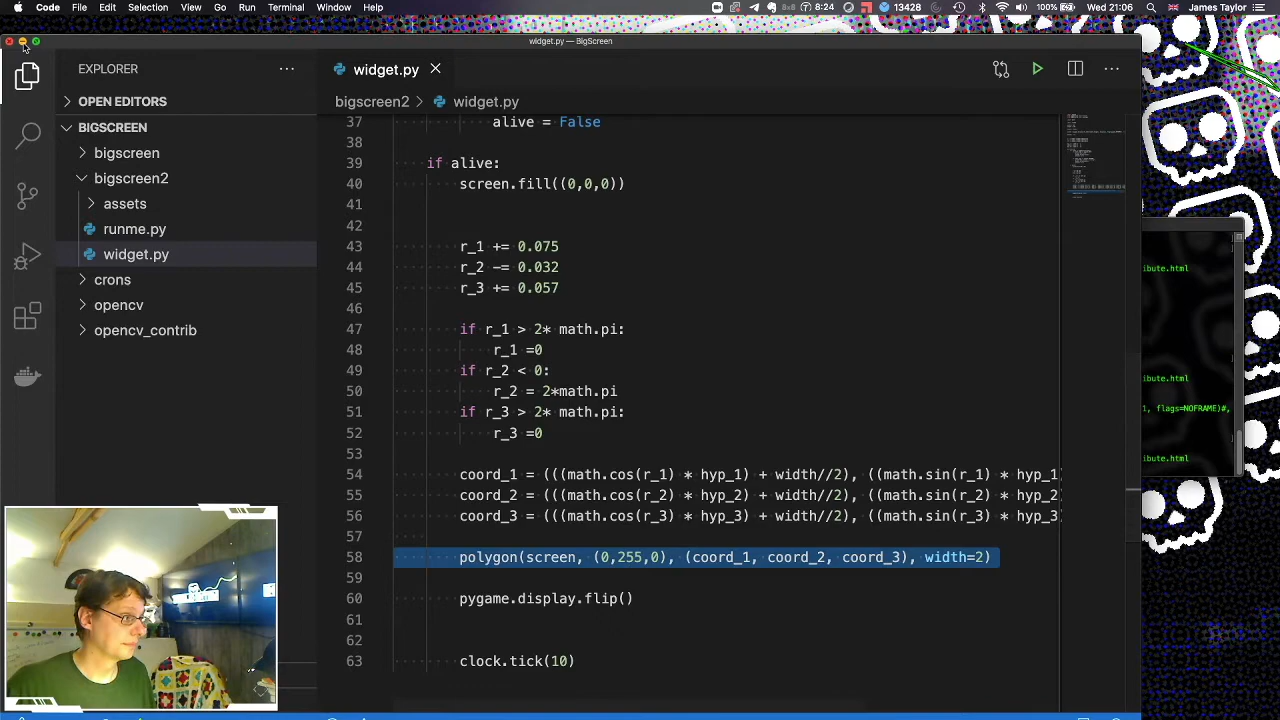 Code File Edit Selection View Go Run Terminal Window Help 8:24 13428 100% Wed 21:06 James Taylor
widget.py — BigScreen
EXPLORER
widget.py
OPEN EDITORS
bigscreen2 widget.py
BIGSCREEN
bigscreen
bigscreen2
assets
runme.py
widget.py
crons
opencv
opencv_contrib
37 alive = False
38
39 if alive:
40 screen.fill((0,0,0))
41
42
43 r_1 += 0.075
44 r_2 -= 0.032
45 r_3 += 0.057
46
47 if r_1 > 2* math.pi:
48 r_1 =0
49 if r_2 < 0:
50 r_2 = 2*math.pi
51 if r_3 > 2* math.pi:
52 r_3 =0
53
54 coord_1 = (((math.cos(r_1) * hyp_1) + width//2), ((math.sin(r_1) * hyp_1)
55 coord_2 = (((math.cos(r_2) * hyp_2) + width//2), ((math.sin(r_2) * hyp_2
56 coord_3 = (((math.cos(r_3) * hyp_3) + width//2), ((math.sin(r_3) * hyp_3
57
58 polygon(screen, (0,255,0), (coord_1, coord_2, coord_3), width=2)
59
60 pygame.display.flip()
61
62
63 clock.tick(10)
ibute.html
ibute.html
1, flags=NOFRAME)#,
ibute.html